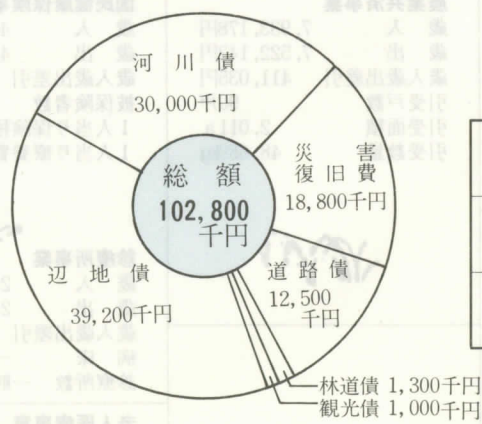 河川債
30,000千円
災害
復旧費
18,800千円
総額
102,800
千円
道路債
12,500
千円
辺地債
39,200千円
林道債 1,300千円
観光債 1,000千円